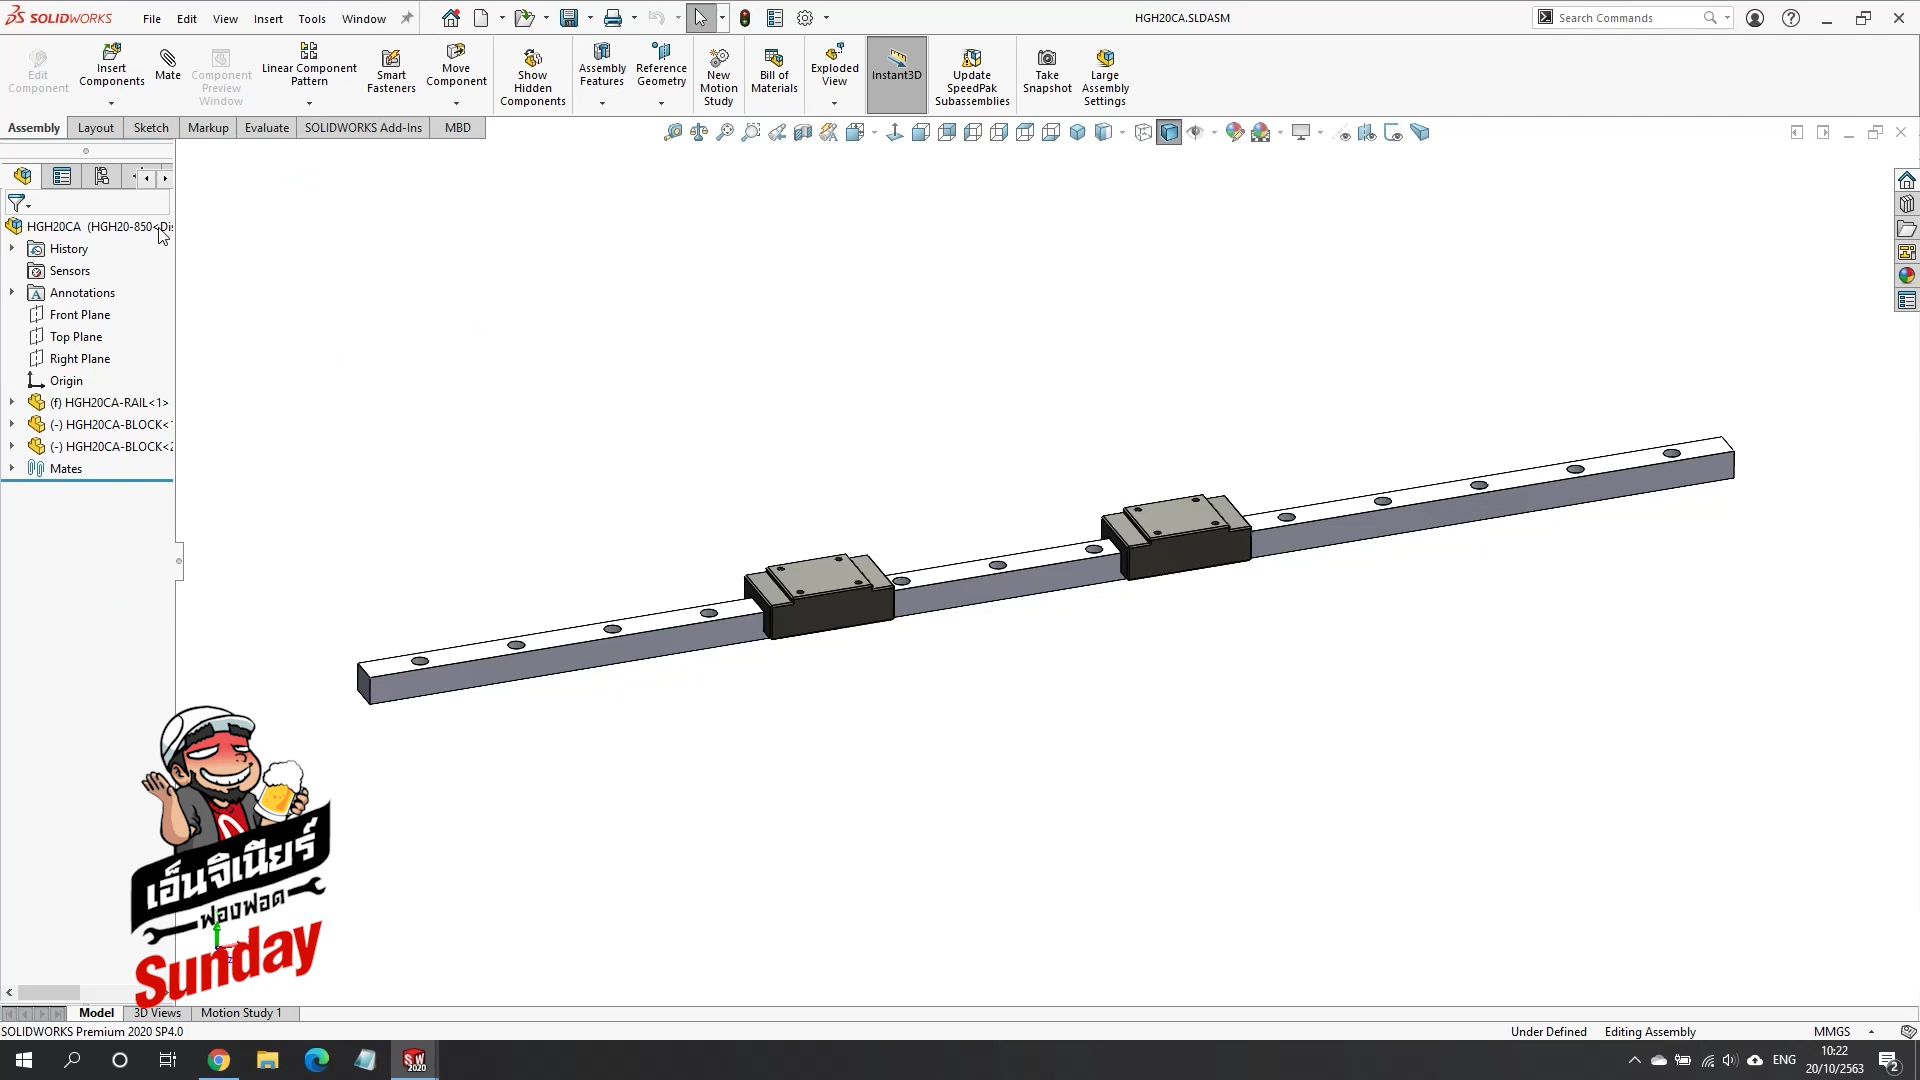 SOLIDWORKS File Edit View Insert Tools Window HGH20CA.SLDASM Search Commands
Edit Component
Insert Components
Mate
Component Preview Window
Linear Component Pattern
Smart Fasteners
Move Component
Show Hidden Components
Assembly Features
Reference Geometry
New Motion Study
Bill of Materials
Exploded View
Instant3D
Update SpeedPak Subassemblies
Take Snapshot
Large Assembly Settings
Assembly Layout Sketch Markup Evaluate SOLIDWORKS Add-Ins MBD
HGH20CA (HGH20-850<Di
History
Sensors
Annotations
Front Plane
Top Plane
Right Plane
Origin
(f) HGH20CA-RAIL<1>
(-) HGH20CA-BLOCK<1
(-) HGH20CA-BLOCK<2
Mates
เอ็นจิเนียร์
ฟองฟอด
Sunday
Model 3D Views Motion Study 1
SOLIDWORKS Premium 2020 SP4.0 Under Defined Editing Assembly MMGS
SW 2020
ENG
10:22
20/10/2563
2